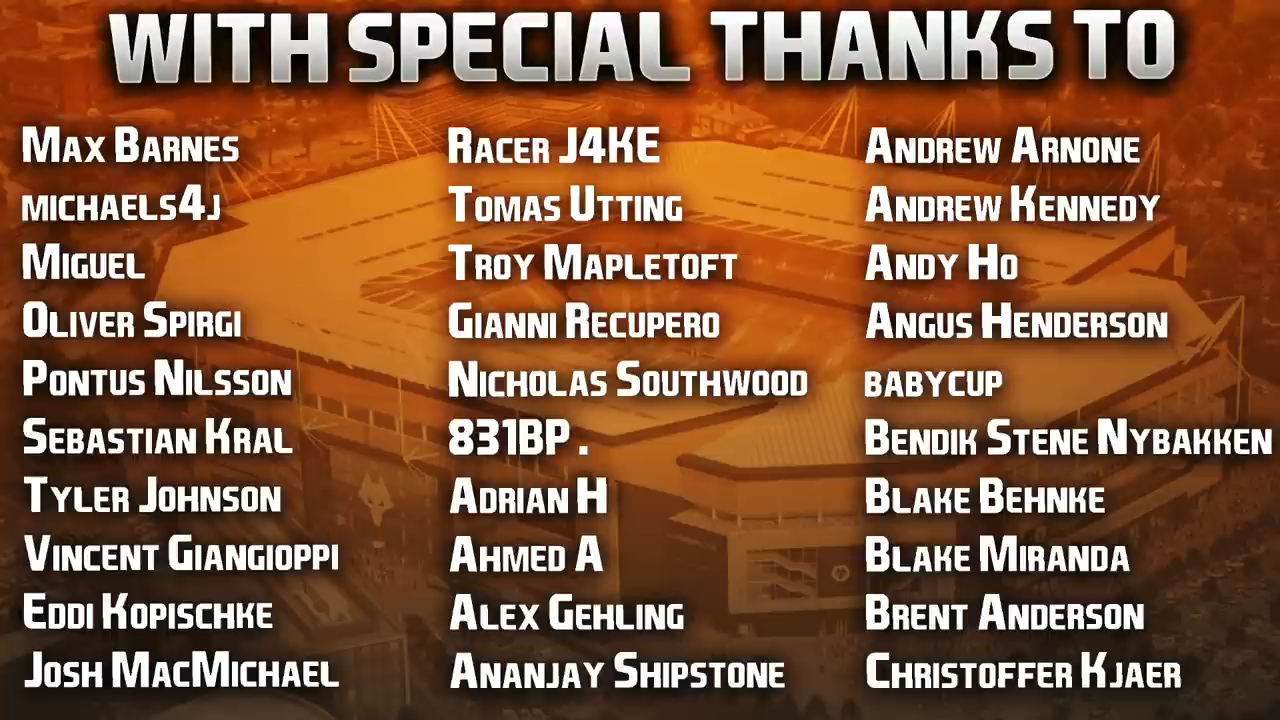 WITH SPECIAL THANKS TO
Max Barnes
michaels4j
Miguel
Oliver Spirgi
Pontus Nilsson
Sebastian Kral
Tyler Johnson
Vincent Giangioppi
Eddi Kopischke
Josh MacMichael
Racer J4KE
Tomas Utting
Troy Mapletoft
Gianni Recupero
Nicholas Southwood
831BP .
Adrian H
Ahmed A
Alex Gehling
Ananjay Shipstone
Andrew Arnone
Andrew Kennedy
Andy Ho
Angus Henderson
babycup
Bendik Stene Nybakken
Blake Behnke
Blake Miranda
Brent Anderson
Christoffer Kjaer